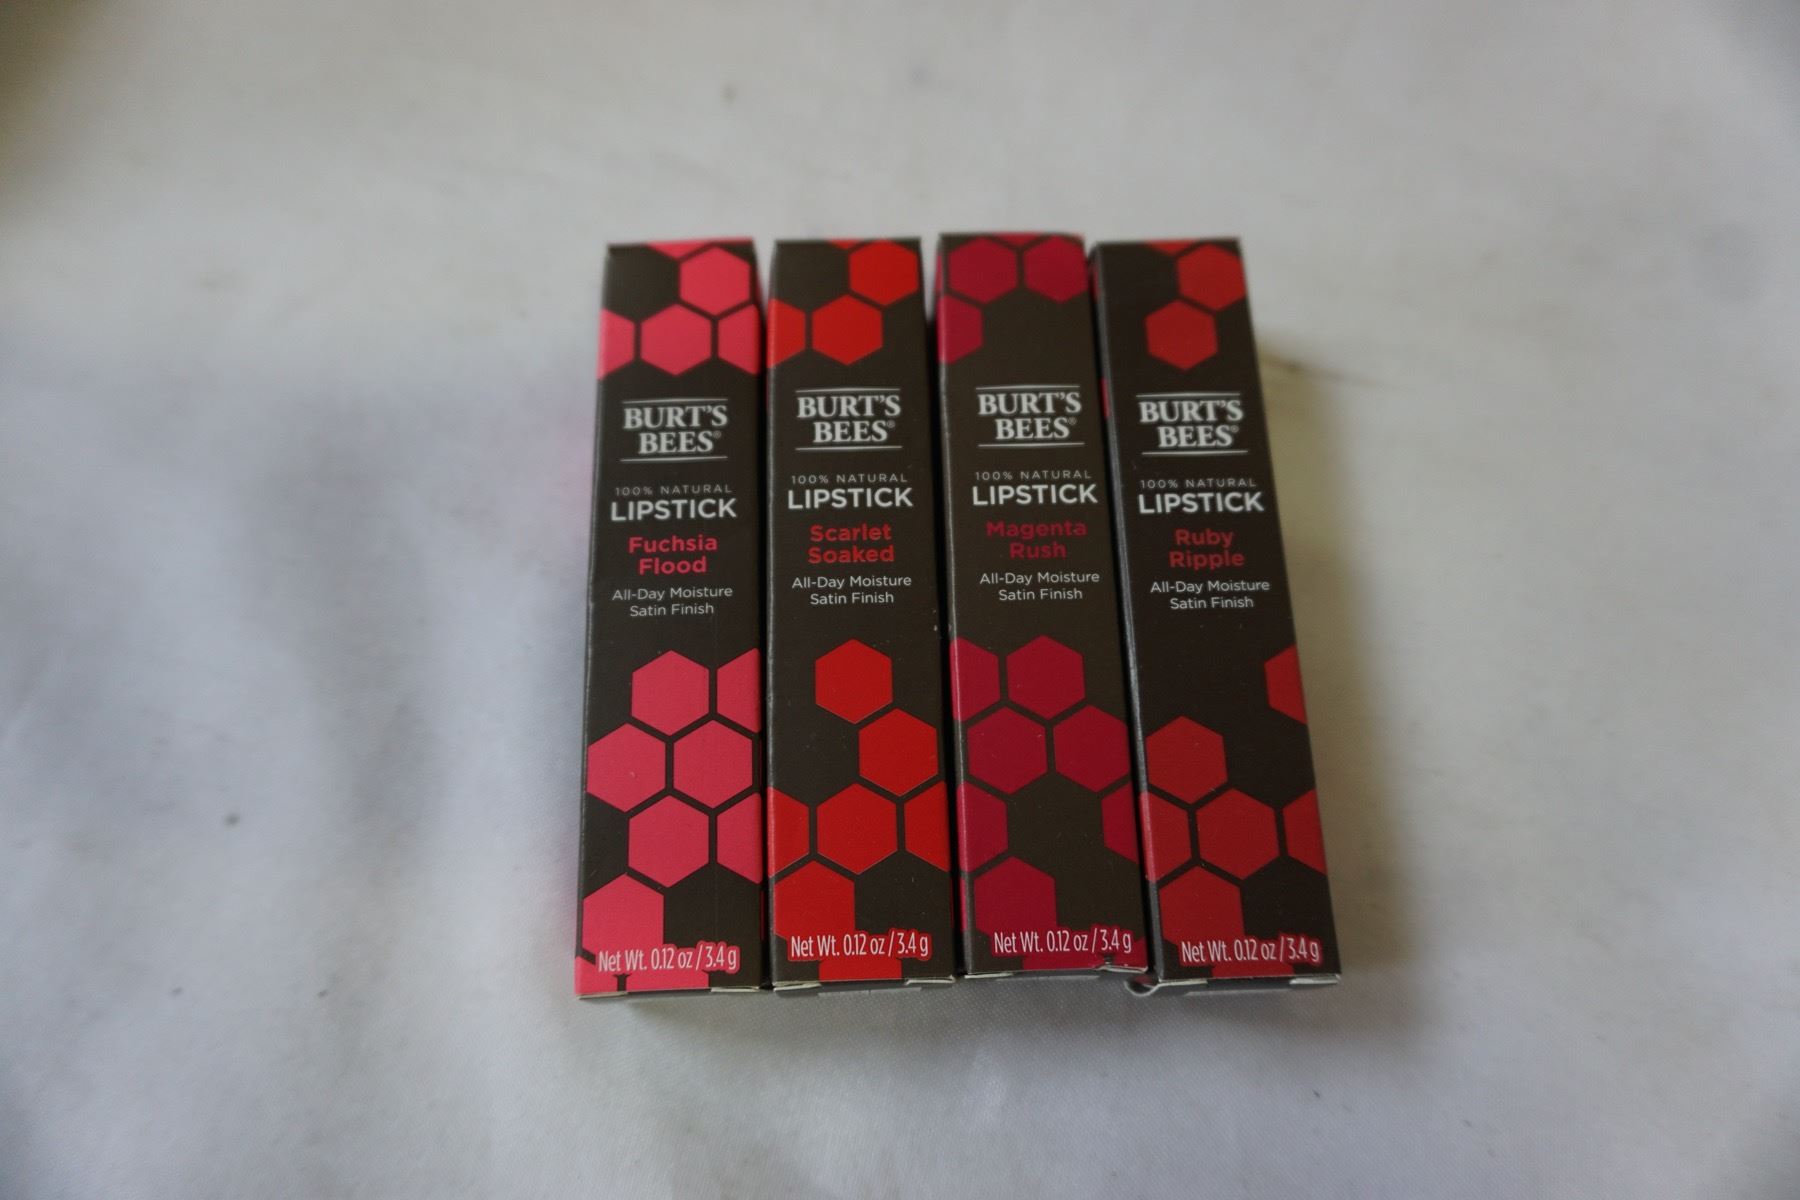 BURT'S
BEES®
100% NATURAL
LIPSTICK
Fuchsia
Flood
All-Day Moisture
Satin Finish
Net Wt. 0.12 oz / 3.4 g
BURT'S
BEES®
100% NATURAL
LIPSTICK
Scarlet
Soaked
All-Day Moisture
Satin Finish
Net Wt. 0.12 oz / 3.4 g
BURT'S
BEES®
100% NATURAL
LIPSTICK
Magenta
Rush
All-Day Moisture
Satin Finish
Net Wt. 0.12 oz / 3.4 g
BURT'S
BEES®
100% NATURAL
LIPSTICK
Ruby
Ripple
All-Day Moisture
Satin Finish
Net Wt. 0.12 oz / 3.4 g